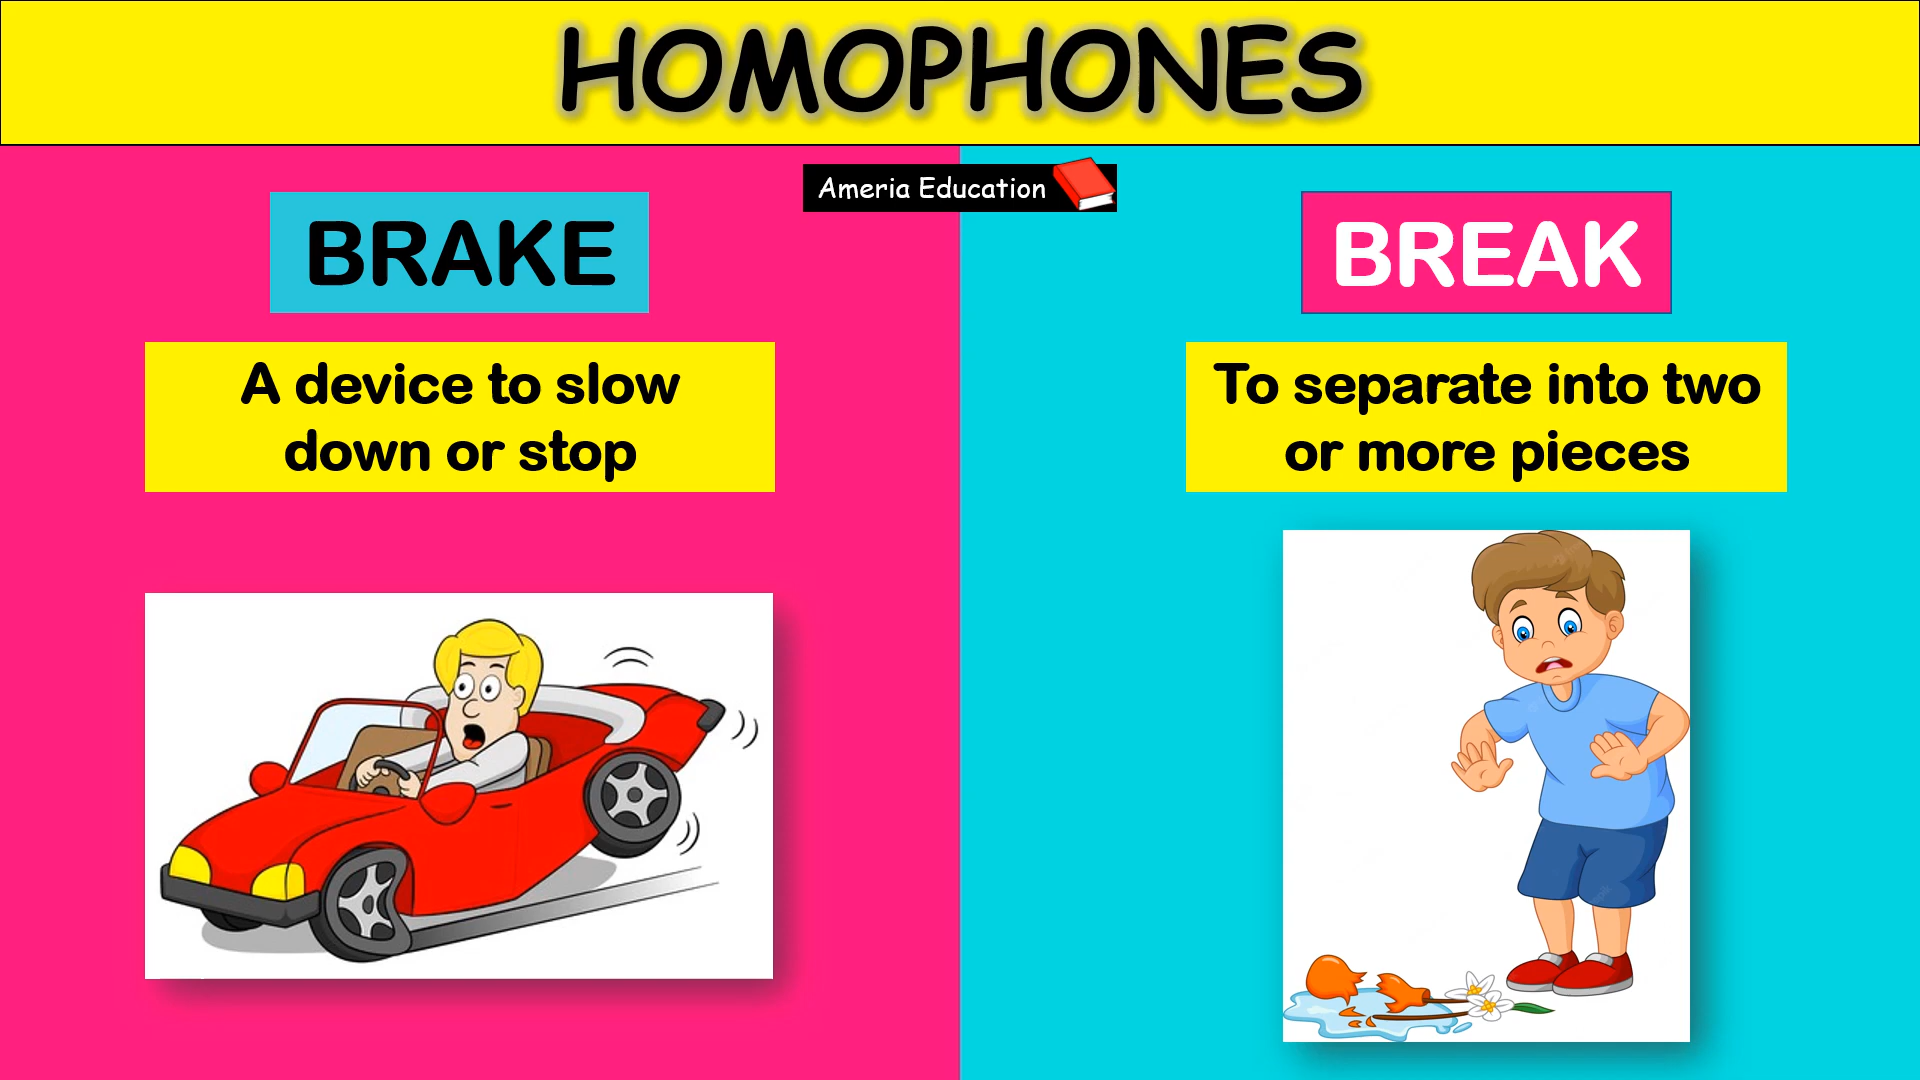 HOMOPHONES
Ameria Education
BRAKE
A device to slow
down or stop
BREAK
To separate into two
or more pieces